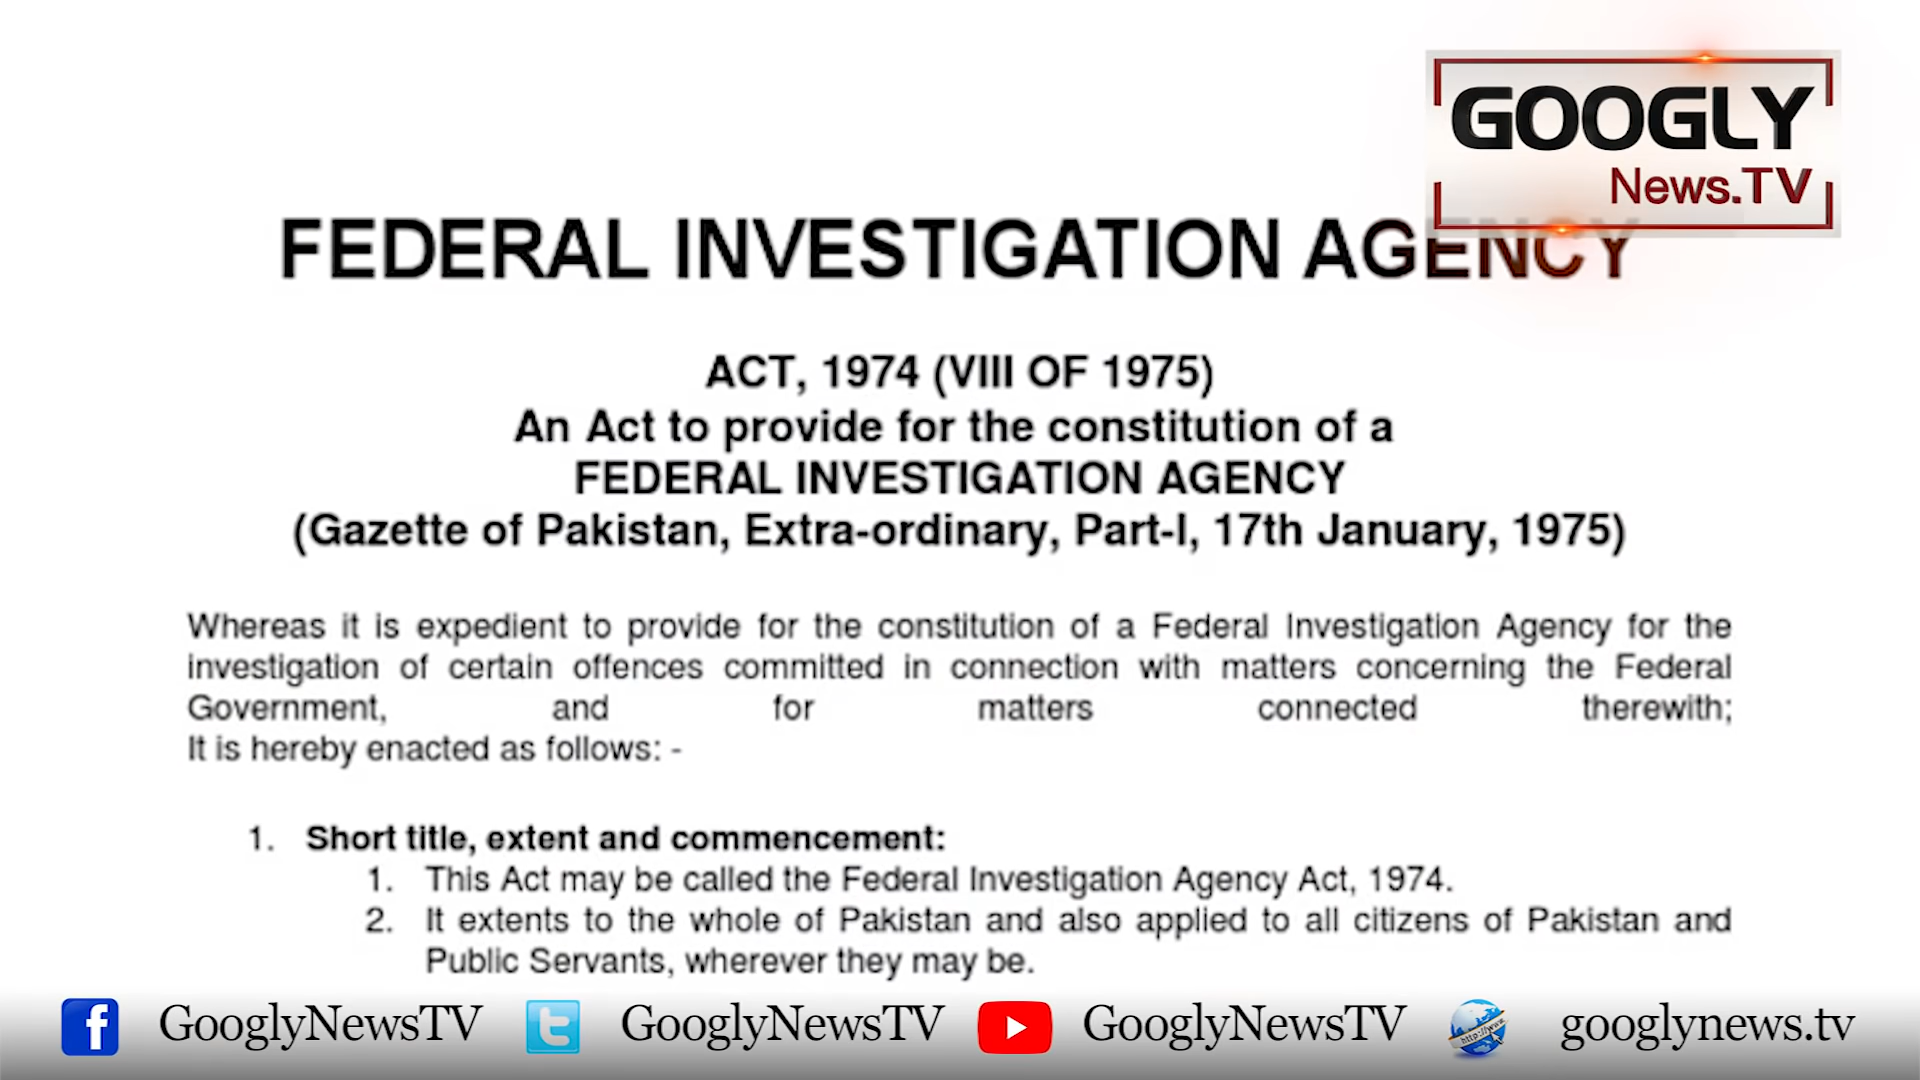 GOOGLY
News.TV
FEDERAL INVESTIGATION AGENCY
ACT, 1974 (VIII OF 1975)
An Act to provide for the constitution of a
FEDERAL INVESTIGATION AGENCY
(Gazette of Pakistan, Extra-ordinary, Part-I, 17th January, 1975)
Whereas it is expedient to provide for the constitution of a Federal Investigation Agency for the
investigation of certain offences committed in connection with matters concerning the Federal
Government, and for matters connected therewith;
It is hereby enacted as follows: -
1. Short title, extent and commencement:
1. This Act may be called the Federal Investigation Agency Act, 1974.
2. It extents to the whole of Pakistan and also applied to all citizens of Pakistan and
Public Servants, wherever they may be.
GooglyNewsTV GooglyNewsTV GooglyNewsTV http://www googlynews.tv